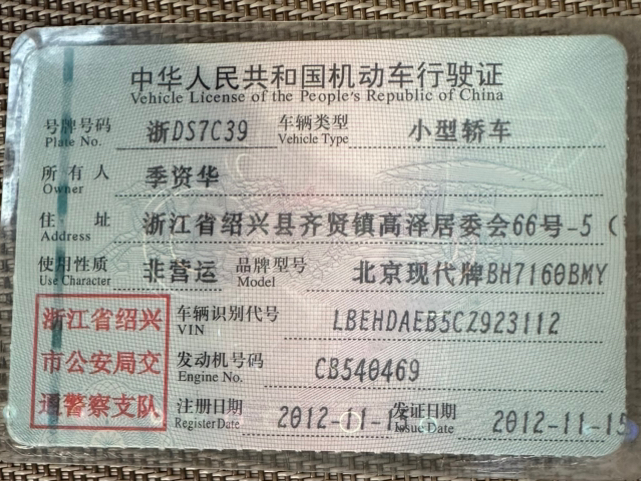 中华人民共和国机动车行驶证
Vehicle License of the People's Republic of China
号牌号码 浙DS7C39 车辆类型 小型轿车
Plate No. Vehicle Type
所有人 季资华
Owner
住址 浙江省绍兴县齐贤镇高泽居委会66号-5（
Address
使用性质 非营运 品牌型号 北京现代牌BH7160BMY
Use Character Model
浙江省绍兴
市公安局交
通警察支队
车辆识别代号 LBEHDAEB5CZ923112
VIN
发动机号码 CB540469
Engine No.
注册日期 2012-11-15 发证日期 2012-11-15
Register Date Issue Date